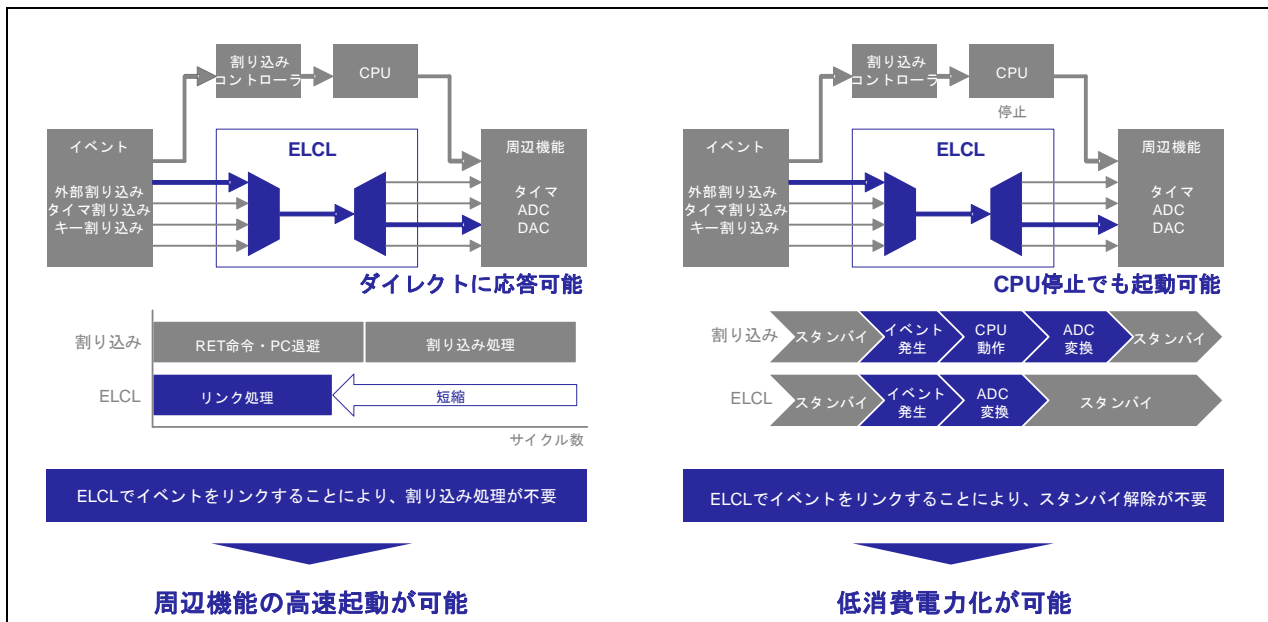 割り込み
コントローラ
CPU
イベント
外部割り込み
タイマ割り込み
キー割り込み
ELCL
周辺機能
タイマ
ADC
DAC
ダイレクトに応答可能
割り込み
RET命令・PC退避
割り込み処理
ELCL
リンク処理
短縮
サイクル数
ELCLでイベントをリンクすることにより、割り込み処理が不要
周辺機能の高速起動が可能
割り込み
コントローラ
CPU
停止
イベント
外部割り込み
タイマ割り込み
キー割り込み
ELCL
周辺機能
タイマ
ADC
DAC
CPU停止でも起動可能
割り込み
スタンバイ
イベント
発生
CPU
動作
ADC
変換
スタンバイ
ELCL
スタンバイ
イベント
発生
ADC
変換
スタンバイ
ELCLでイベントをリンクすることにより、スタンバイ解除が不要
低消費電力化が可能